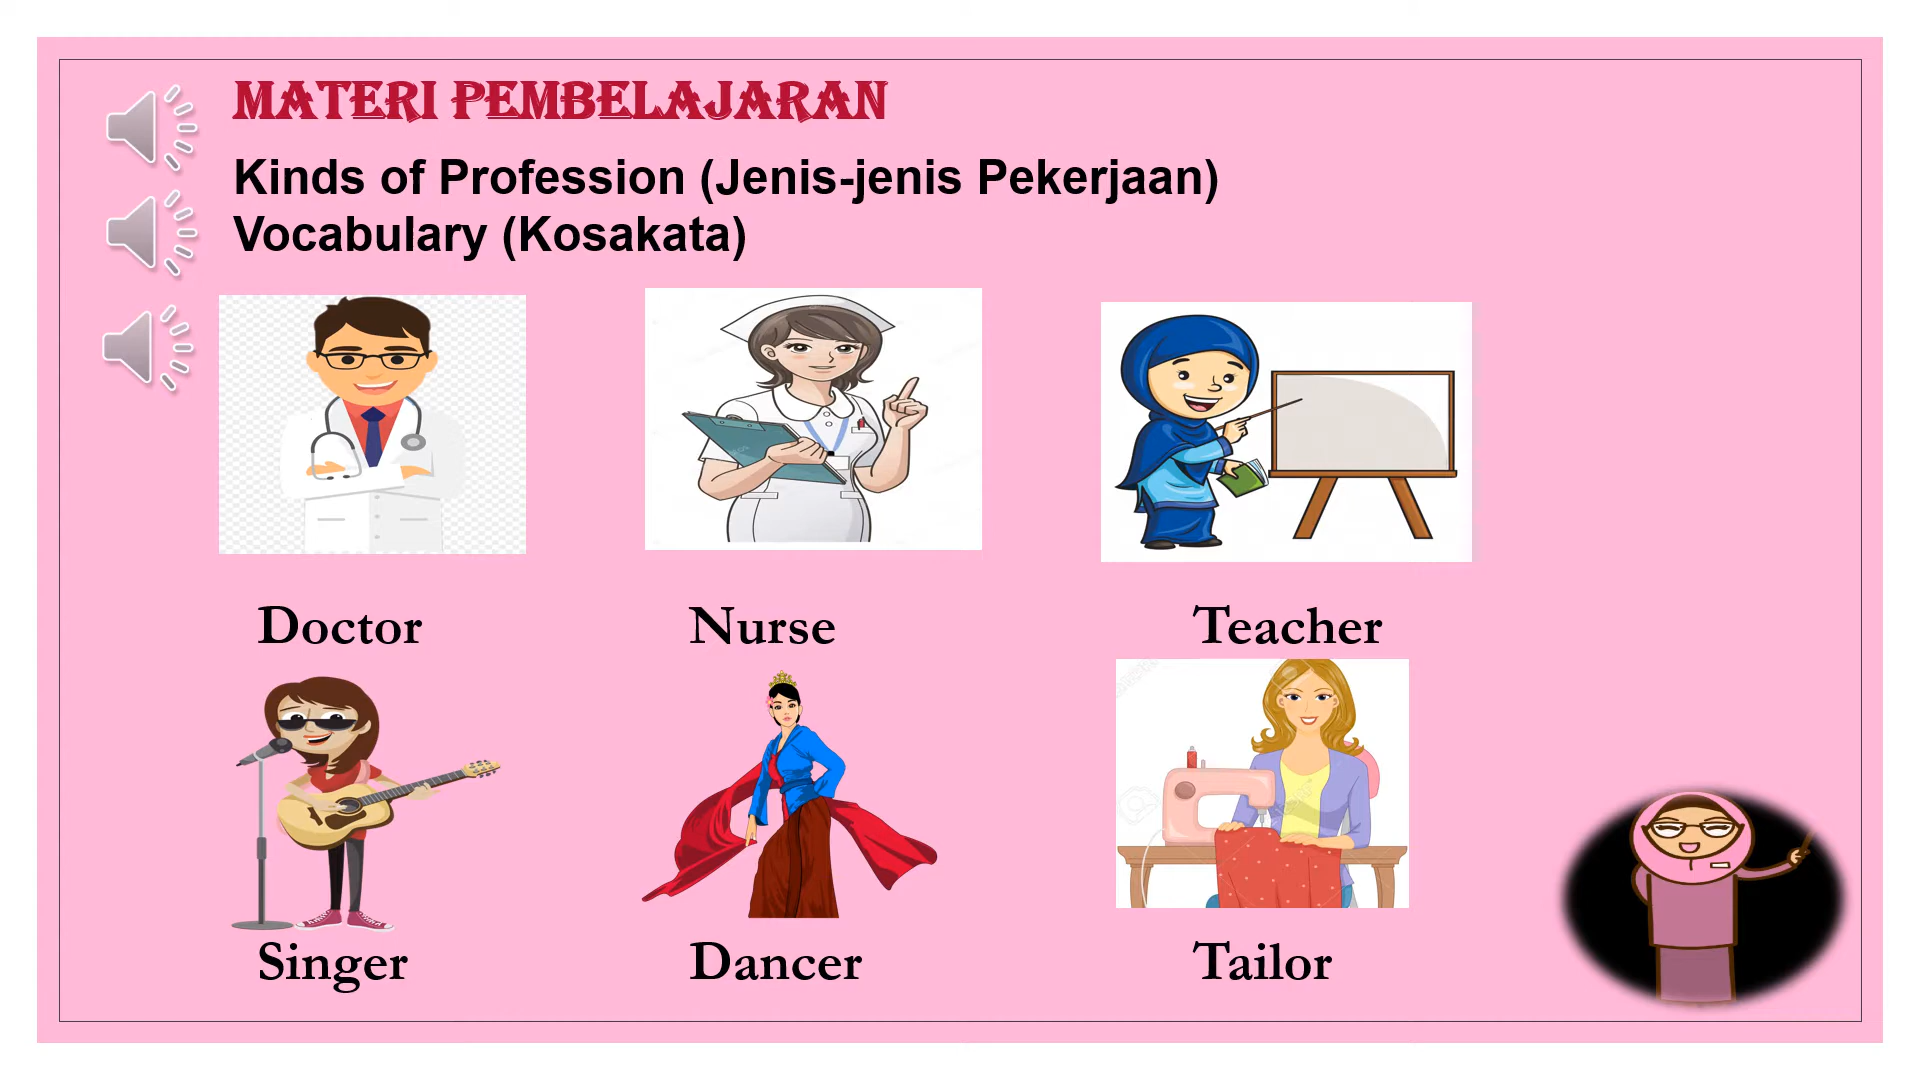 MATERI PEMBELAJARAN
Kinds of Profession (Jenis-jenis Pekerjaan)
Vocabulary (Kosakata)
Doctor
Nurse
Teacher
Singer
Dancer
Tailor